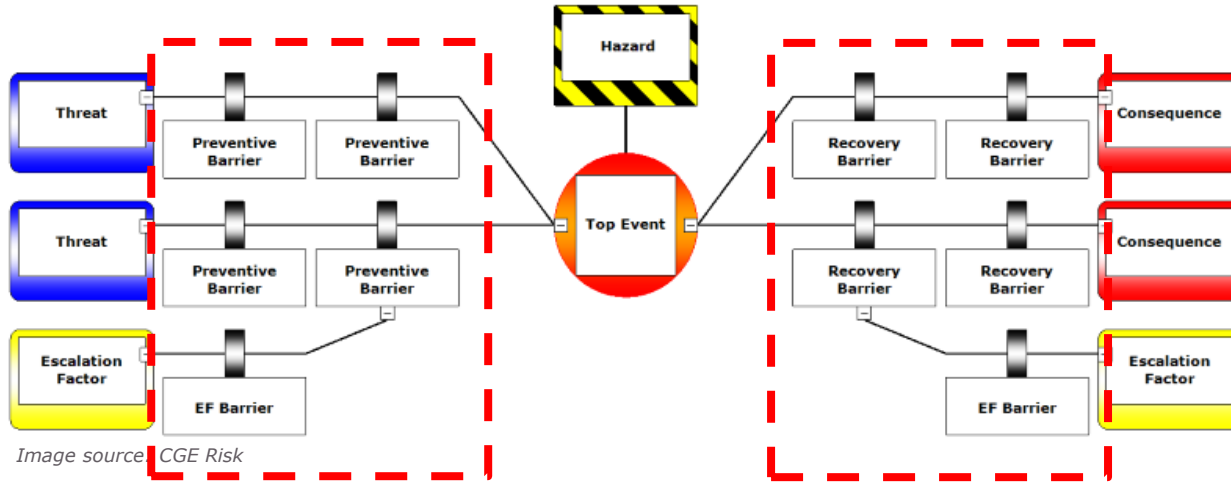 Hazard
Threat
Preventive
Barrier
Preventive
Barrier
Recovery
Barrier
Recovery
Barrier
Consequence
Top Event
Threat
Preventive
Barrier
Preventive
Barrier
Recovery
Barrier
Recovery
Barrier
Consequence
Escalation
Factor
EF Barrier
EF Barrier
Escalation
Factor
Image source: CGE Risk